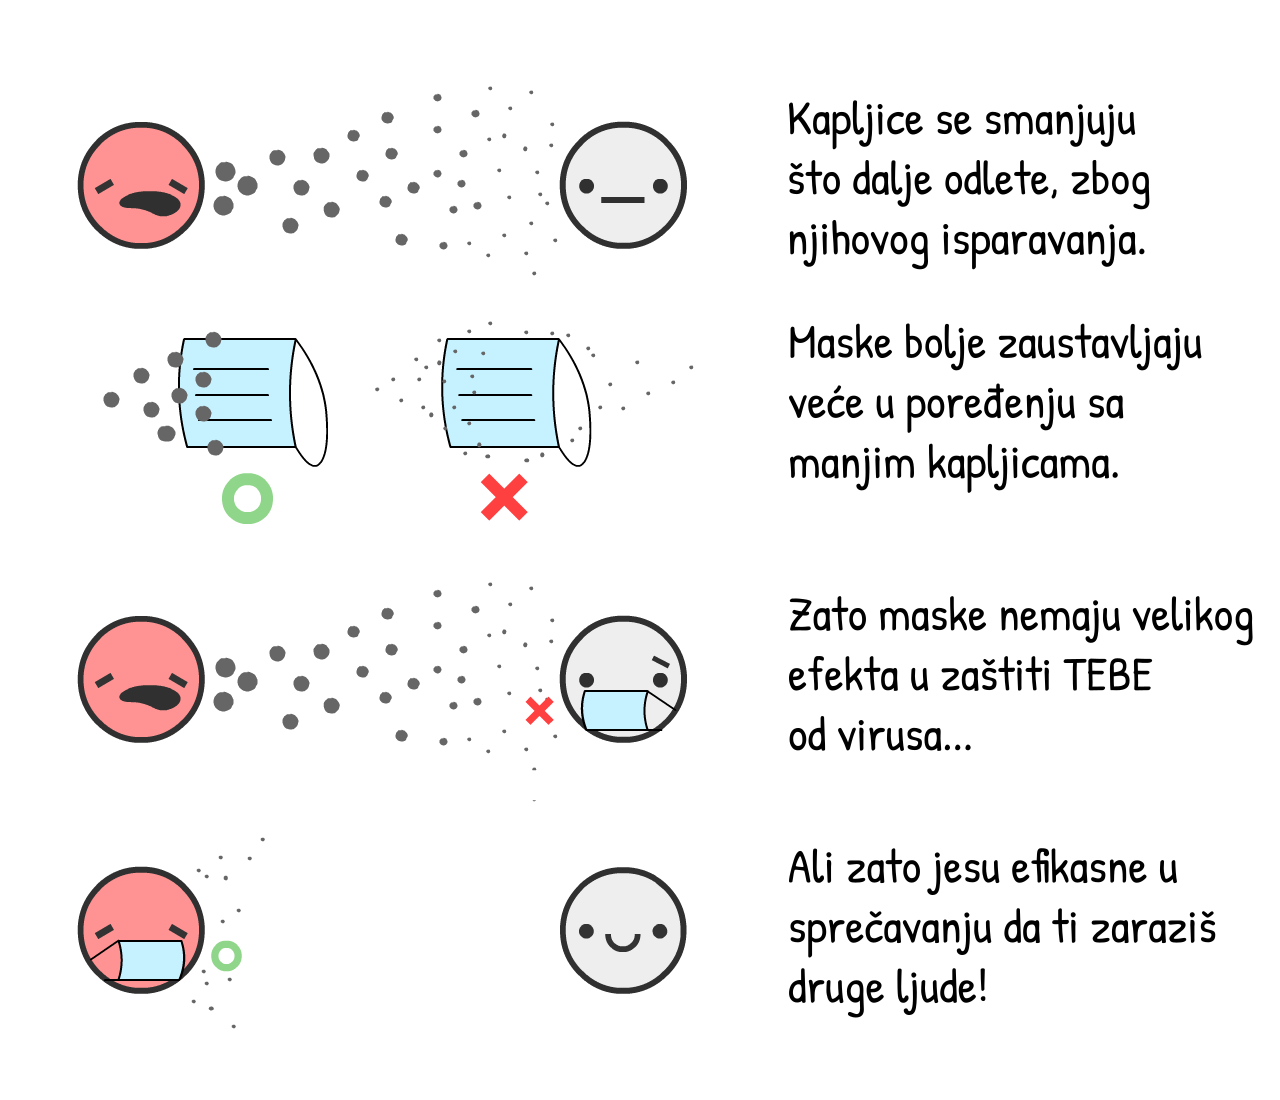 Kapljice se smanjuju
što dalje odlete, zbog
njihovog isparavanja.
Maske bolje zaustavljaju
veće u poređenju sa
manjim kapljicama.
Zato maske nemaju velikog
efekta u zaštiti TEBE
od virusa...
Ali zato jesu efikasne u
sprečavanju da ti zaraziš
druge ljude!